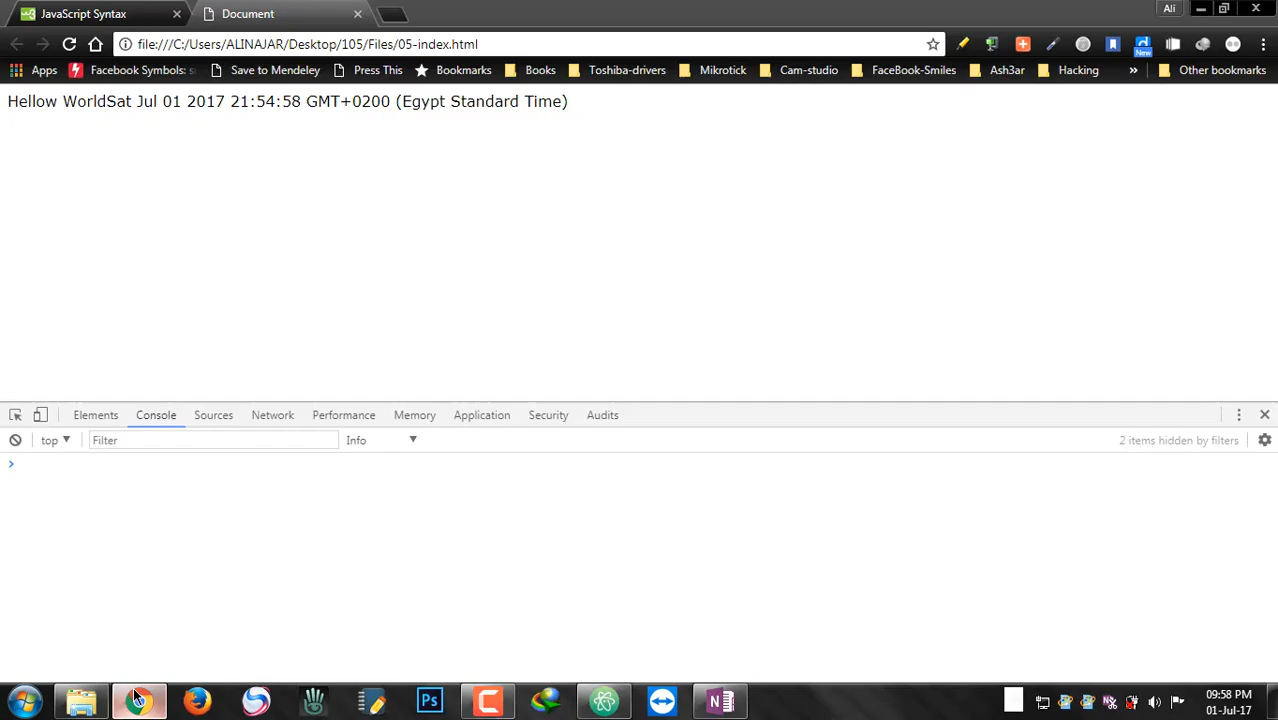 JavaScript Syntax
Document
Ali
file:///C:/Users/ALINAJAR/Desktop/105/Files/05-index.html
New
Apps
Facebook Symbols: s
Save to Mendeley
Press This
Bookmarks
Books
Toshiba-drivers
Mikrotick
Cam-studio
FaceBook-Smiles
Ash3ar
Hacking
»
Other bookmarks
Hellow WorldSat Jul 01 2017 21:54:58 GMT+0200 (Egypt Standard Time)
Elements
Console
Sources
Network
Performance
Memory
Application
Security
Audits
top
Filter
Info
2 items hidden by filters
>
Ps
N
09:58 PM
01-Jul-17